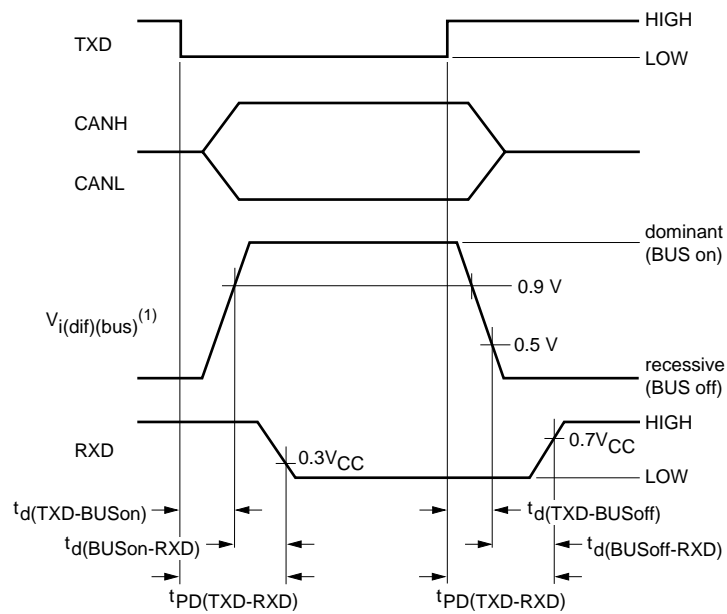 HIGH
TXD
LOW
CANH
CANL
dominant
(BUS on)
0.9 V
Vi(dif)(bus)(1)
0.5 V
recessive
(BUS off)
HIGH
RXD
0.7VCC
0.3VCC
LOW
td(TXD-BUSon)
td(TXD-BUSoff)
td(BUSon-RXD)
td(BUSoff-RXD)
tPD(TXD-RXD)
tPD(TXD-RXD)